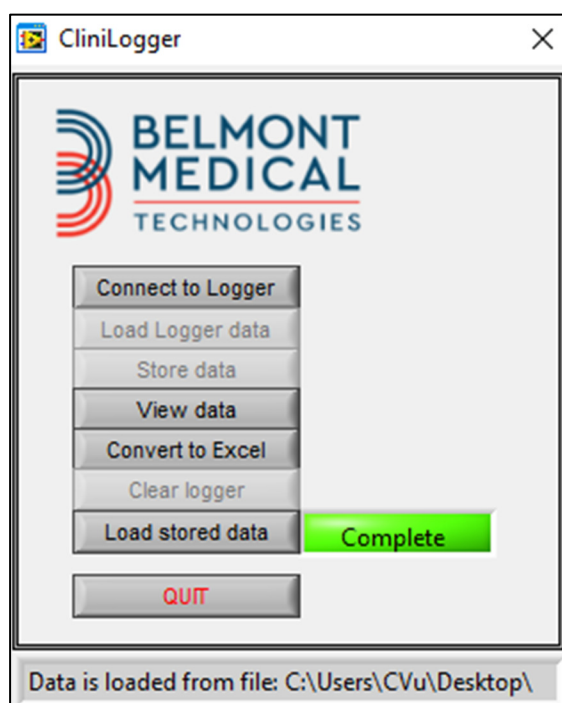 CliniLogger
BELMONT
MEDICAL
TECHNOLOGIES
Connect to Logger
Load Logger data
Store data
View data
Convert to Excel
Clear logger
Load stored data Complete
QUIT
Data is loaded from file: C:\Users\CVu\Desktop\